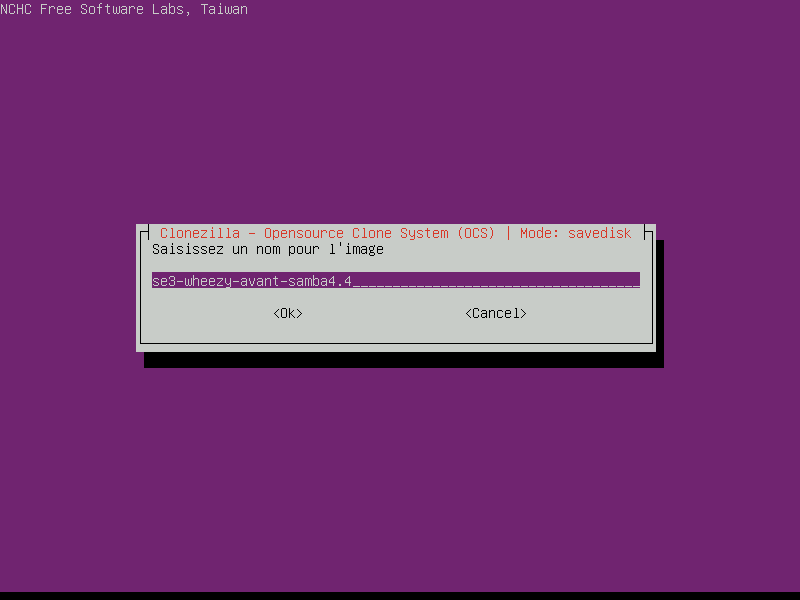 NCHC Free Software Labs, Taiwan
Clonezilla - Opensource Clone System (OCS) | Mode: savedisk
Saisissez un nom pour l'image
se3-wheezy-avant-samba4.4
<Ok> <Cancel>